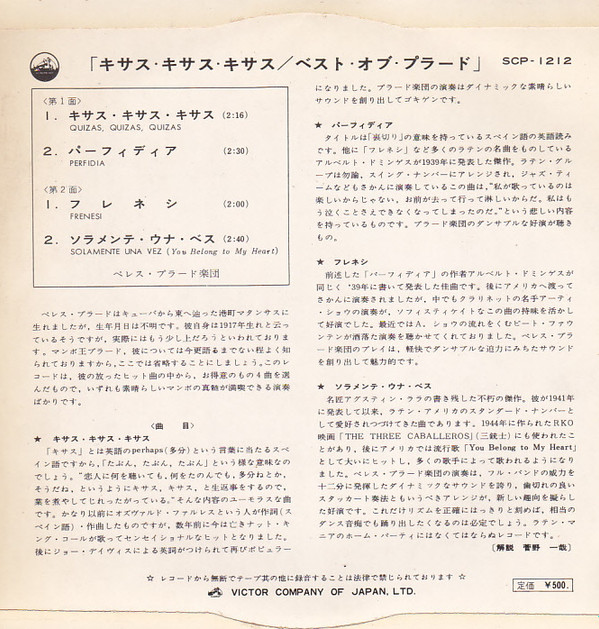 「キサス・キサス・キサス／ベスト・オブ・プラード」
SCP-1212
〈第１面〉
1. キサス・キサス・キサス (2:16)
QUIZAS, QUIZAS, QUIZAS
2. パーフィディア (2:30)
PERFIDIA
〈第２面〉
1. フレネシ (2:00)
FRENESI
2. ソラメンテ・ウナ・ベス (2:40)
SOLAMENTE UNA VEZ (You Belong to My Heart)
ペレス・プラード楽団
ペレス・プラードはキューバから東へ辿った港町マタンサスに
生れましたが，生年月日は不明です。彼自身は1917年生れと云っ
ているそうですが，実際にはもう少し上だろうといわれており
ます。マンボ王プラード，彼については今更語るまでない程よく知
られておりますから，ここでは省略することにしましょう。このレ
コードは，彼の放ったヒット曲の中から，お得意のもの４曲を選
んだもので，いずれも素晴らしいマンボの真髄が満喫できる演奏
ばかりです。
〈曲　目〉
★ キサス・キサス・キサス
「キサス」とは英語のperhaps(多分)という言葉に当たるスペ
イン語ですから，「たぶん，たぶん，たぶん」という様な意味なので
しょう。“恋人に何を聴いても，何をたのんでも，多分ねとか，
そうだね，というようにキサス，キサス，と生返事をするので，
葉を煮やしてじれったがっている。”そんな内容のユーモラスな曲
です。かなり以前にオズヴァルド・ファルレスという人が作詞(ス
ペイン語)・作曲したものですが，数年前に今は亡きナット・キ
ング・コールが歌ってセンセイショナルなヒットとなりました。
後にジョー・デイヴィスによる英詞がつけられて再びポピュラー
になりました。プラード楽団の演奏はダイナミックな素晴らしい
サウンドを創り出してゴキゲンです。
★ パーフィディア
タイトルは「裏切り」の意味を持っているスペイン語の英語読み
です。他に「フレネシ」など多くのラテンの名曲をものしている
アルベルト・ドミンゲスが1939年に発表した傑作。ラテン・グル
ープは勿論，スイング・ナンバーにアレンジされ，ジャズ・ティ
ームなどもさかんに演奏しているこの曲は，“私が歌っているのは
楽しいからじゃない，お前が去って行って淋しいからだ。私はも
う泣くことさえできなくなってしまったのだ。”という悲しい内容
を持っているものです。プラード楽団のダンサブルな好演が聴き
もの。
★ フレネシ
前述した「パーフィディア」の作者アルベルト・ドミンゲスが
同じく'39年に書いて発表した佳曲です。後にアメリカへ渡って
さかんに演奏されましたが，中でもクラリネットの名手アーティ
・ショウの演奏が，ソフィスティケイトなこの曲の持味を活かし
て好演でした。最近ではA．ショウの流れをくむピート・ファウ
ンテンが洒落た演奏を聴かせてくれております。ペレス・プラー
ド楽団のプレイは，軽快でダンサブルな迫力にみちたサウンド
を創り出して魅力的です。
★ ソラメンテ・ウナ・ベス
名匠アグスティン・ララの書き残した不朽の傑作。彼が1941年
に発表して以来，ラテン・アメリカのスタンダード・ナンバーと
して愛好されつづけてきた曲であります。1944年に作られたRKO
映画「THE THREE CABALLEROS」(三銃士)にも使われたこ
とがあり，後にアメリカでは流行歌「You Belong to My Heart」
として大いにヒットし，多くの歌手によって歌われるようになり
ました。ペレス・プラード楽団の演奏は，フル・バンドの威力を
十二分に発揮したダイナミックなサウンドを誇り，歯切れの良い
スタッカート奏法ともいうべきアレンジが，新しい趣向を擬らし
た好演です。これだけリズムを正確にはっきりと刻めば，相当の
ダンス音痴でも踊り出したくなるのは必定でしょう。ラテン・マ
ニアのホーム・パーティにはなくてはならぬレコードです。
〔解説 菅野 一哉〕
☆ レコードから無断でテープ其の他に録音することは法律で禁じられております ☆
VICTOR COMPANY OF JAPAN, LTD.
定価 ￥500.